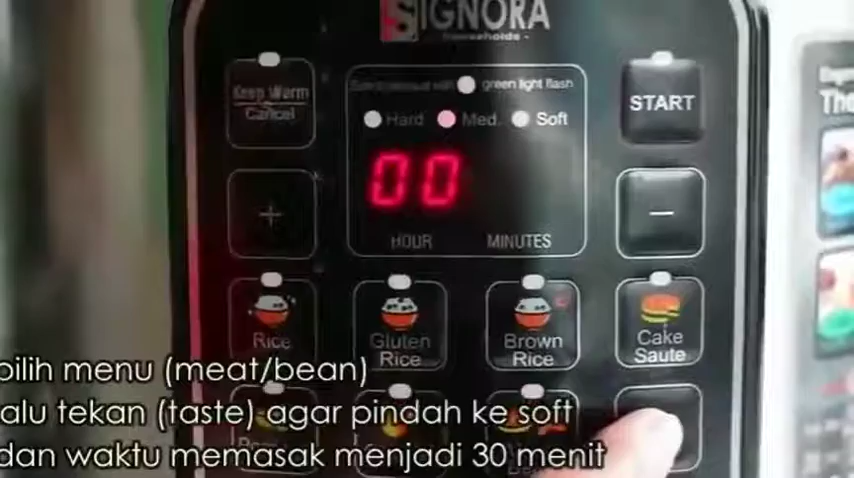 SIGNORA
households
green light flash
START
Keep Warm
Cancel
Hard
Med.
Soft
00
+
−
HOUR
MINUTES
Rice
Gluten
Rice
Brown
Rice
Cake
Saute
The
pilih menu (meat/bean)
alu tekan (taste) agar pindah ke soft
dan waktu memasak menjadi 30 menit